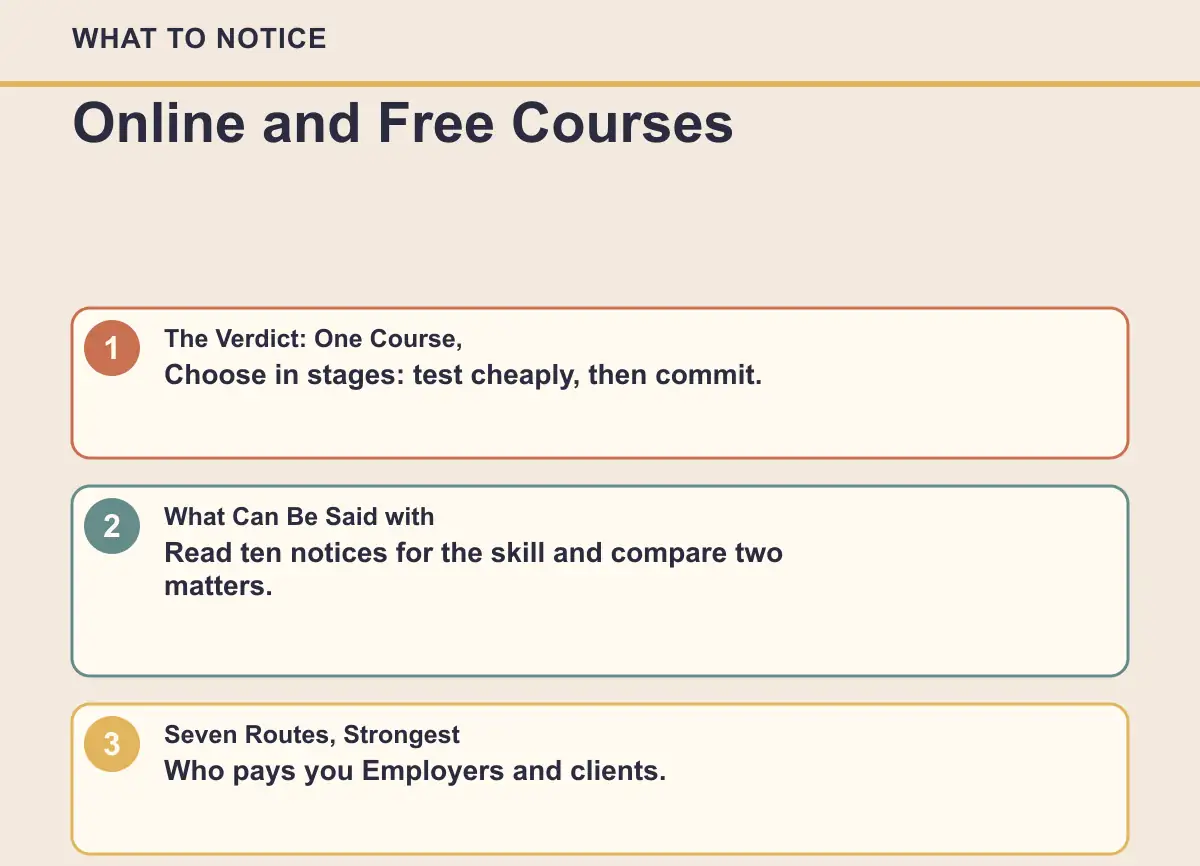 WHAT TO NOTICE
Online and Free Courses
1
The Verdict: One Course,
Choose in stages: test cheaply, then commit.
2
What Can Be Said with
Read ten notices for the skill and compare two
matters.
3
Seven Routes, Strongest
Who pays you Employers and clients.